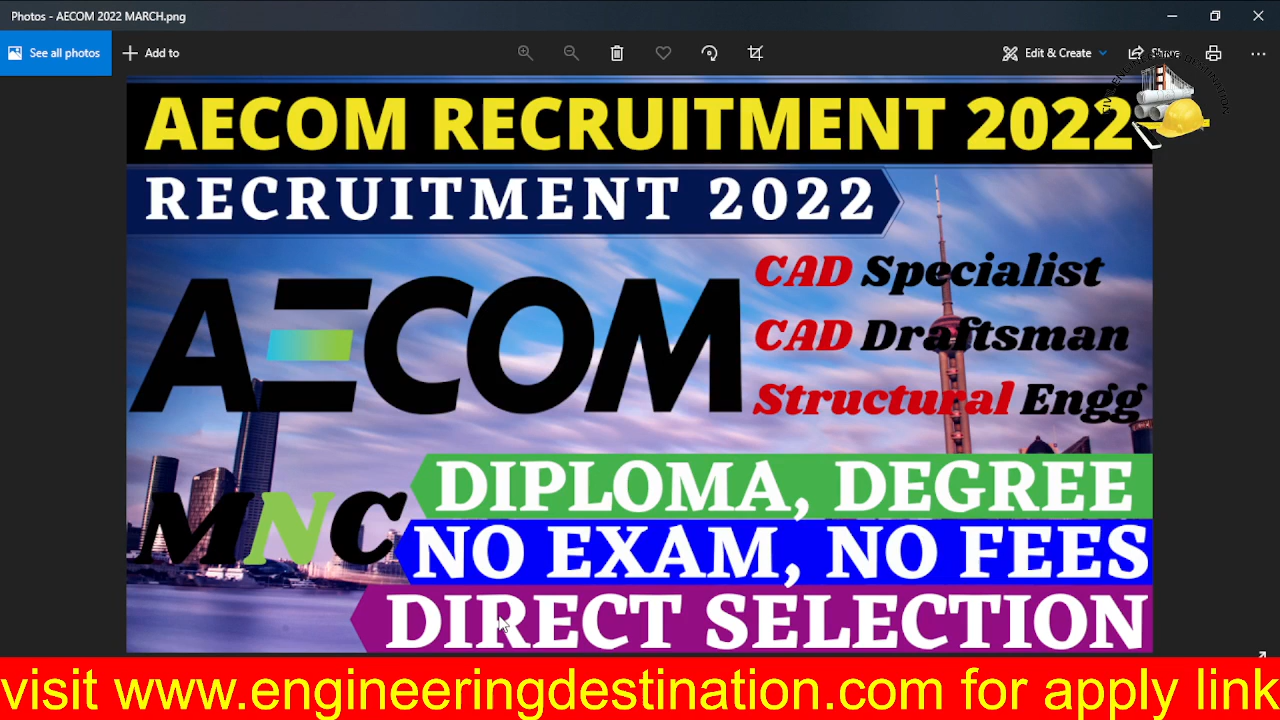 Photos - AECOM 2022 MARCH.png
See all photos
Add to
Edit & Create
Share
AECOM RECRUITMENT 2022
RECRUITMENT 2022
CAD Specialist
AECOM
CAD Draftsman
Structural Engg
MNC
DIPLOMA, DEGREE
NO EXAM, NO FEES
DIRECT SELECTION
visit www.engineeringdestination.com for apply link